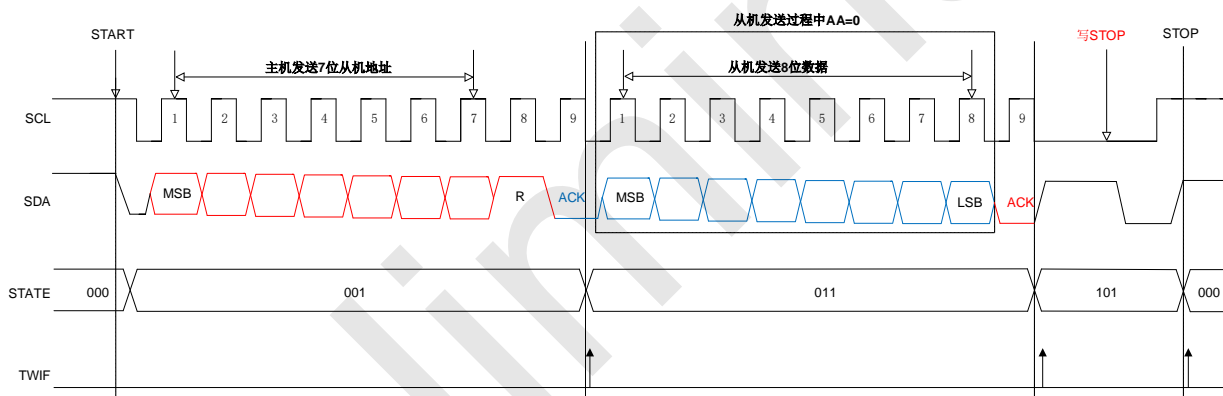 从机发送过程中AA=0
START
写STOP
STOP
主机发送7位从机地址
从机发送8位数据
SCL
1 2 3 4 5 6 7 8 9 1 2 3 4 5 6 7 8 9
SDA
MSB R ACK MSB LSB ACK
STATE
000 001 011 101 000
TWIF